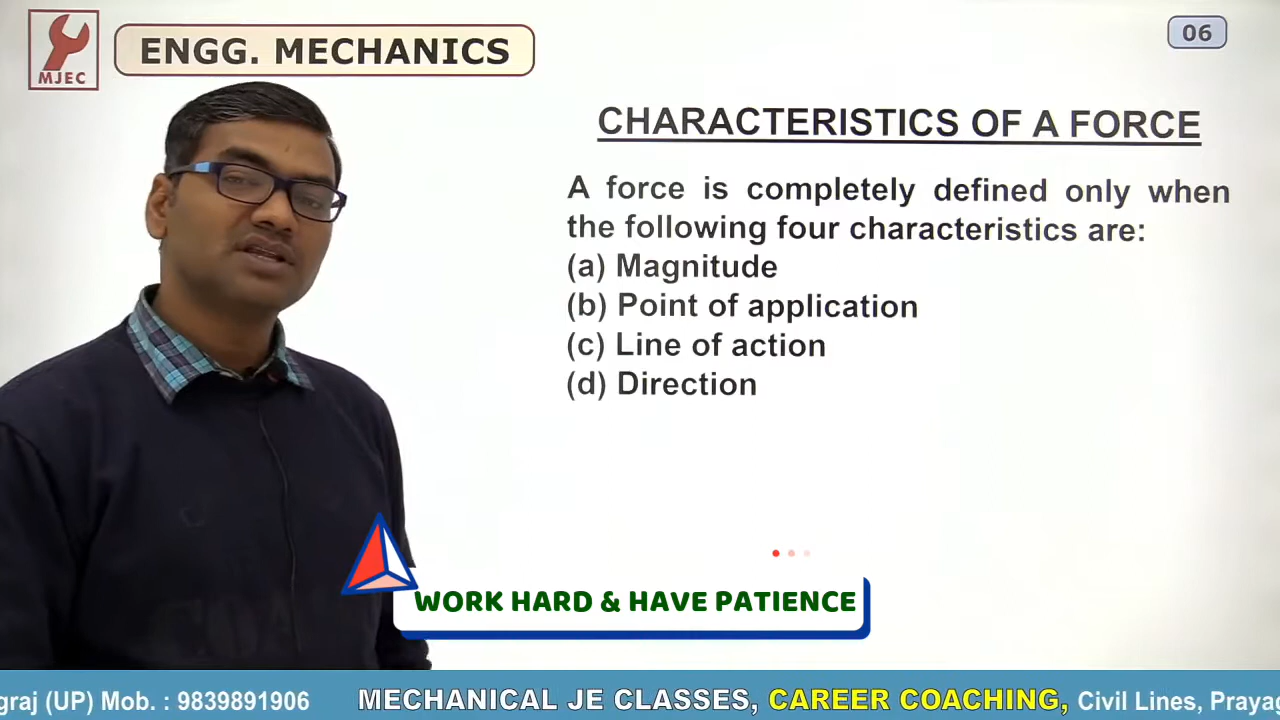 MJEC
ENGG. MECHANICS
06
CHARACTERISTICS OF A FORCE
A force is completely defined only when
the following four characteristics are:
(a) Magnitude
(b) Point of application
(c) Line of action
(d) Direction
WORK HARD & HAVE PATIENCE
graj (UP) Mob. : 9839891906 MECHANICAL JE CLASSES, CAREER COACHING, Civil Lines, Prayag